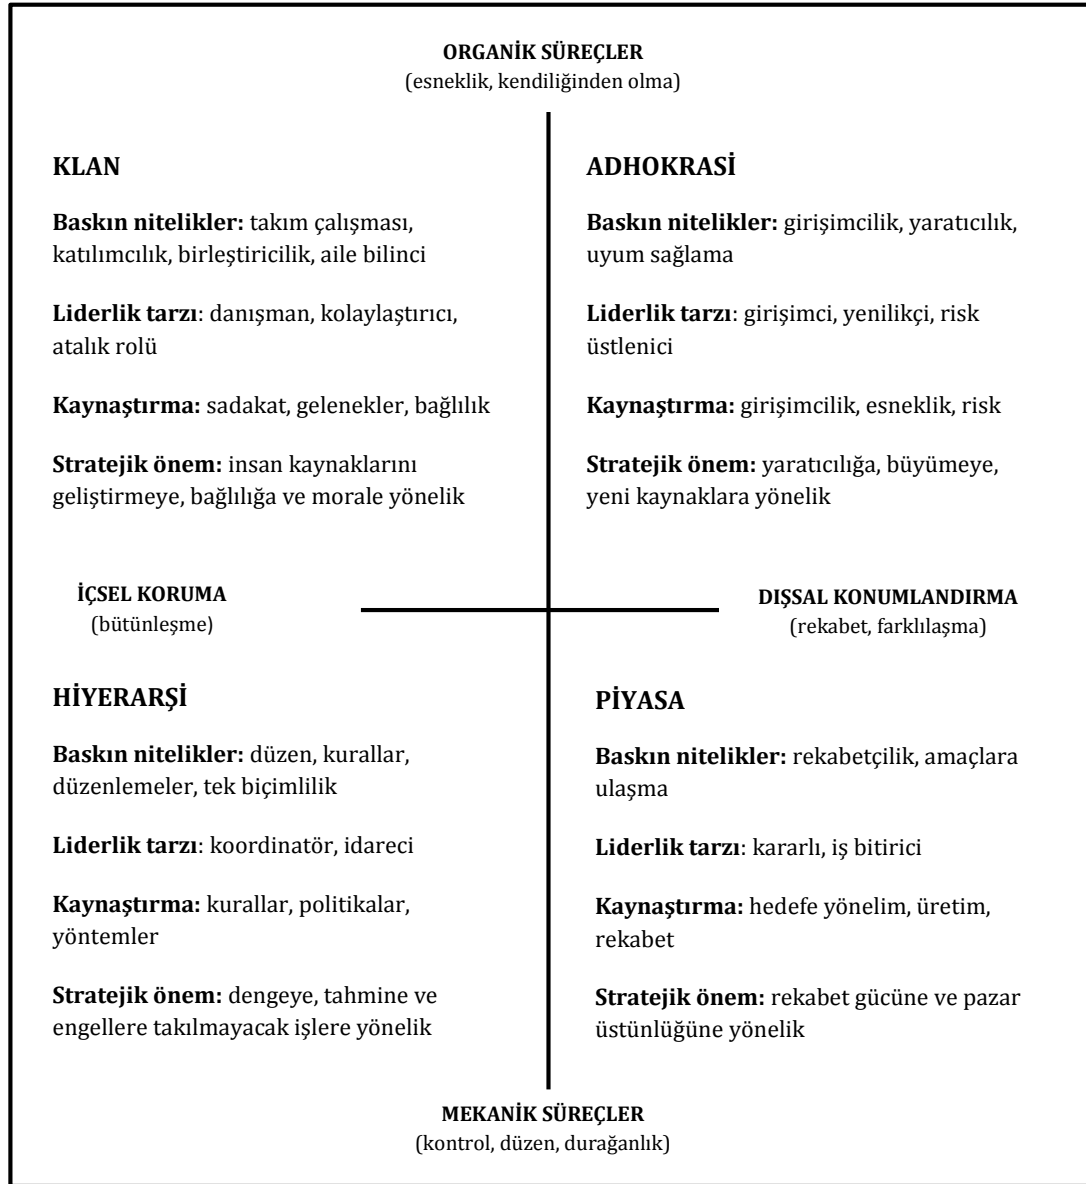 ORGANİK SÜREÇLER
(esneklik, kendiliğinden olma)
KLAN
Baskın nitelikler: takım çalışması,
katılımcılık, birleştiricilik, aile bilinci
Liderlik tarzı: danışman, kolaylaştırıcı,
atalık rolü
Kaynaştırma: sadakat, gelenekler, bağlılık
Stratejik önem: insan kaynaklarını
geliştirmeye, bağlılığa ve morale yönelik
ADHOKRASİ
Baskın nitelikler: girişimcilik, yaratıcılık,
uyum sağlama
Liderlik tarzı: girişimci, yenilikçi, risk
üstlenici
Kaynaştırma: girişimcilik, esneklik, risk
Stratejik önem: yaratıcılığa, büyümeye,
yeni kaynaklara yönelik
İÇSEL KORUMA
(bütünleşme)
DIŞSAL KONUMLANDIRMA
(rekabet, farklılaşma)
HİYERARŞİ
Baskın nitelikler: düzen, kurallar,
düzenlemeler, tek biçimlilik
Liderlik tarzı: koordinatör, idareci
Kaynaştırma: kurallar, politikalar,
yöntemler
Stratejik önem: dengeye, tahmine ve
engellere takılmayacak işlere yönelik
PİYASA
Baskın nitelikler: rekabetçilik, amaçlara
ulaşma
Liderlik tarzı: kararlı, iş bitirici
Kaynaştırma: hedefe yönelim, üretim,
rekabet
Stratejik önem: rekabet gücüne ve pazar
üstünlüğüne yönelik
MEKANİK SÜREÇLER
(kontrol, düzen, durağanlık)